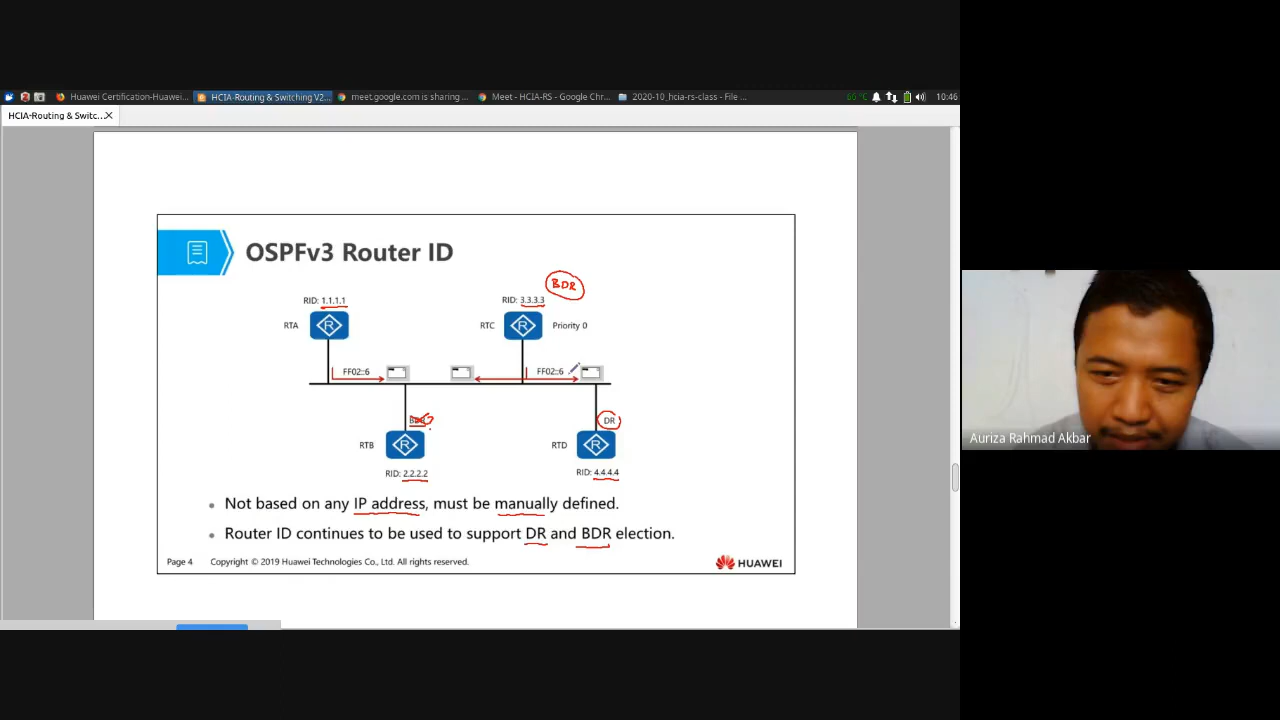 Huawei Certification-Huawei...
HCIA-Routing & Switching V2...
meet.google.com is sharing ...
Meet - HCIA-RS - Google Chr...
2020-10_hcia-rs-class - File ...
66°C
10:46
HCIA-Routing & Switc...
OSPFv3 Router ID
BDR
RID: 1.1.1.1
RID: 3.3.3.3
RTA
RTC
Priority 0
FF02::6
FF02::6
BDR
DR
RTB
RTD
RID: 2.2.2.2
RID: 4.4.4.4
Not based on any IP address, must be manually defined.
Router ID continues to be used to support DR and BDR election.
Page 4
Copyright © 2019 Huawei Technologies Co., Ltd. All rights reserved.
HUAWEI
Auriza Rahmad Akbar